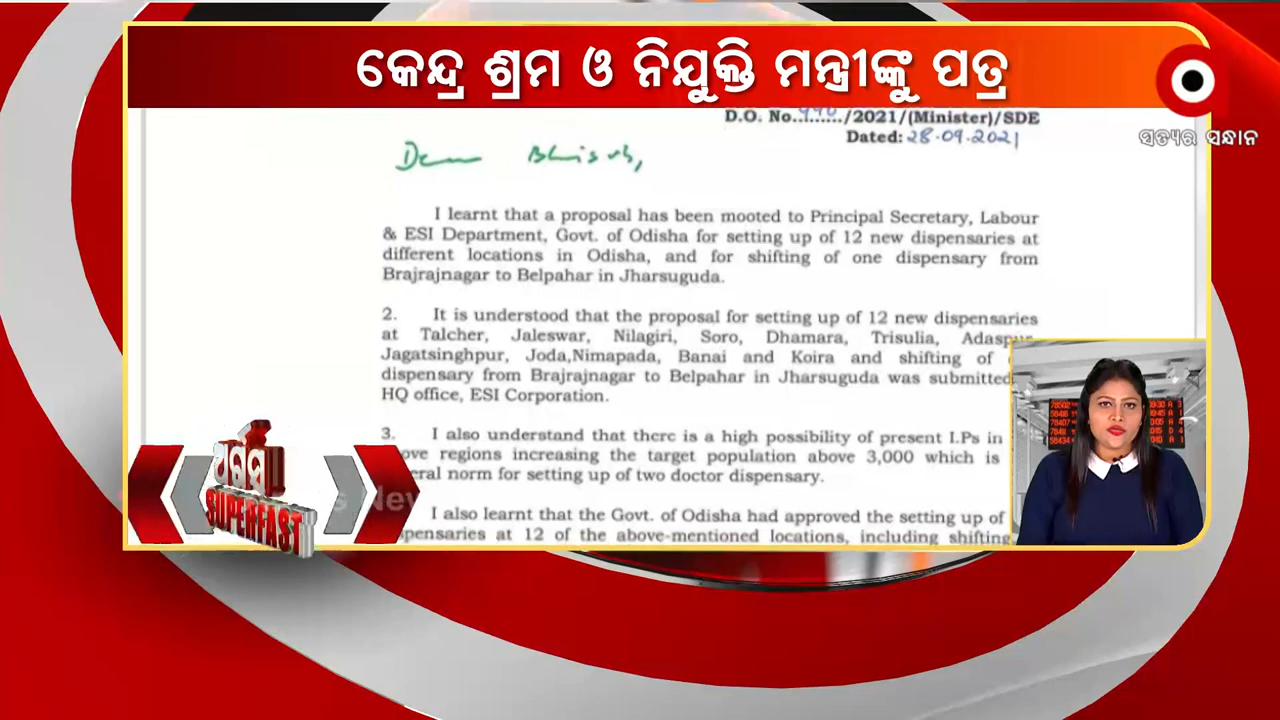 କେନ୍ଦ୍ର ଶ୍ରମ ଓ ନିଯୁକ୍ତି ମନ୍ତ୍ରୀଙ୍କୁ ପତ୍ର
ସତ୍ୟର ସନ୍ଧାନ
D.O. No. /2021/(Minister)/SDE
Dated: 28.09.2021
Dear
I learnt that a proposal has been mooted to Principal Secretary, Labour
& ESI Department, Govt. of Odisha for setting up of 12 new dispensaries at
different locations in Odisha, and for shifting of one dispensary from
Brajrajnagar to Belpahar in Jharsuguda.
2. It is understood that the proposal for setting up of 12 new dispensaries
at Talcher, Jaleswar, Nilagiri, Soro, Dhamara, Trisulia,
Jagatsinghpur, Joda,Nimapada, Banai and Koira and shifting of
dispensary from Brajrajnagar to Belpahar in Jharsuguda was submitted
HQ office, ESI Corporation.
3. I also understand that there is a high possibility of present I.Ps in
regions increasing the target population above 3,000 which is
norm for setting up of two doctor dispensary.
I also learnt that the Govt. of Odisha had approved the setting up of
at 12 of the above-mentioned locations, including shifting
ଅଗସ୍ତ
SUPERFAST